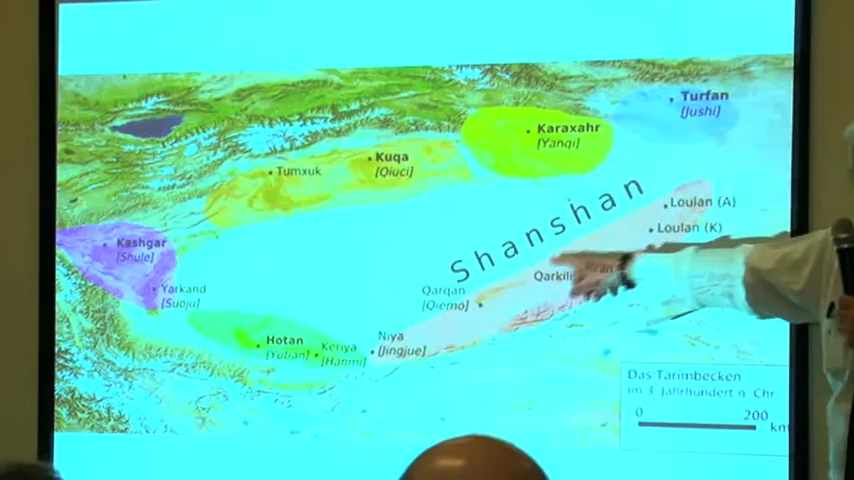 Turfan
[Jushi]
Karaxahr
[Yanqi]
Kuqa
[Qiuci]
Tumxuk
Shanshan
Loulan (A)
Loulan (K)
Kashgar
[Shule]
Yarkand
[Suoju]
Qarkili
Qarqan
[Qiemo]
Hotan
[Yutian]
Keriya
[Hanmi]
Niya
[Jingjue]
Das Tarimbecken
im 3. Jahrhundert n. Chr.
0 200
km